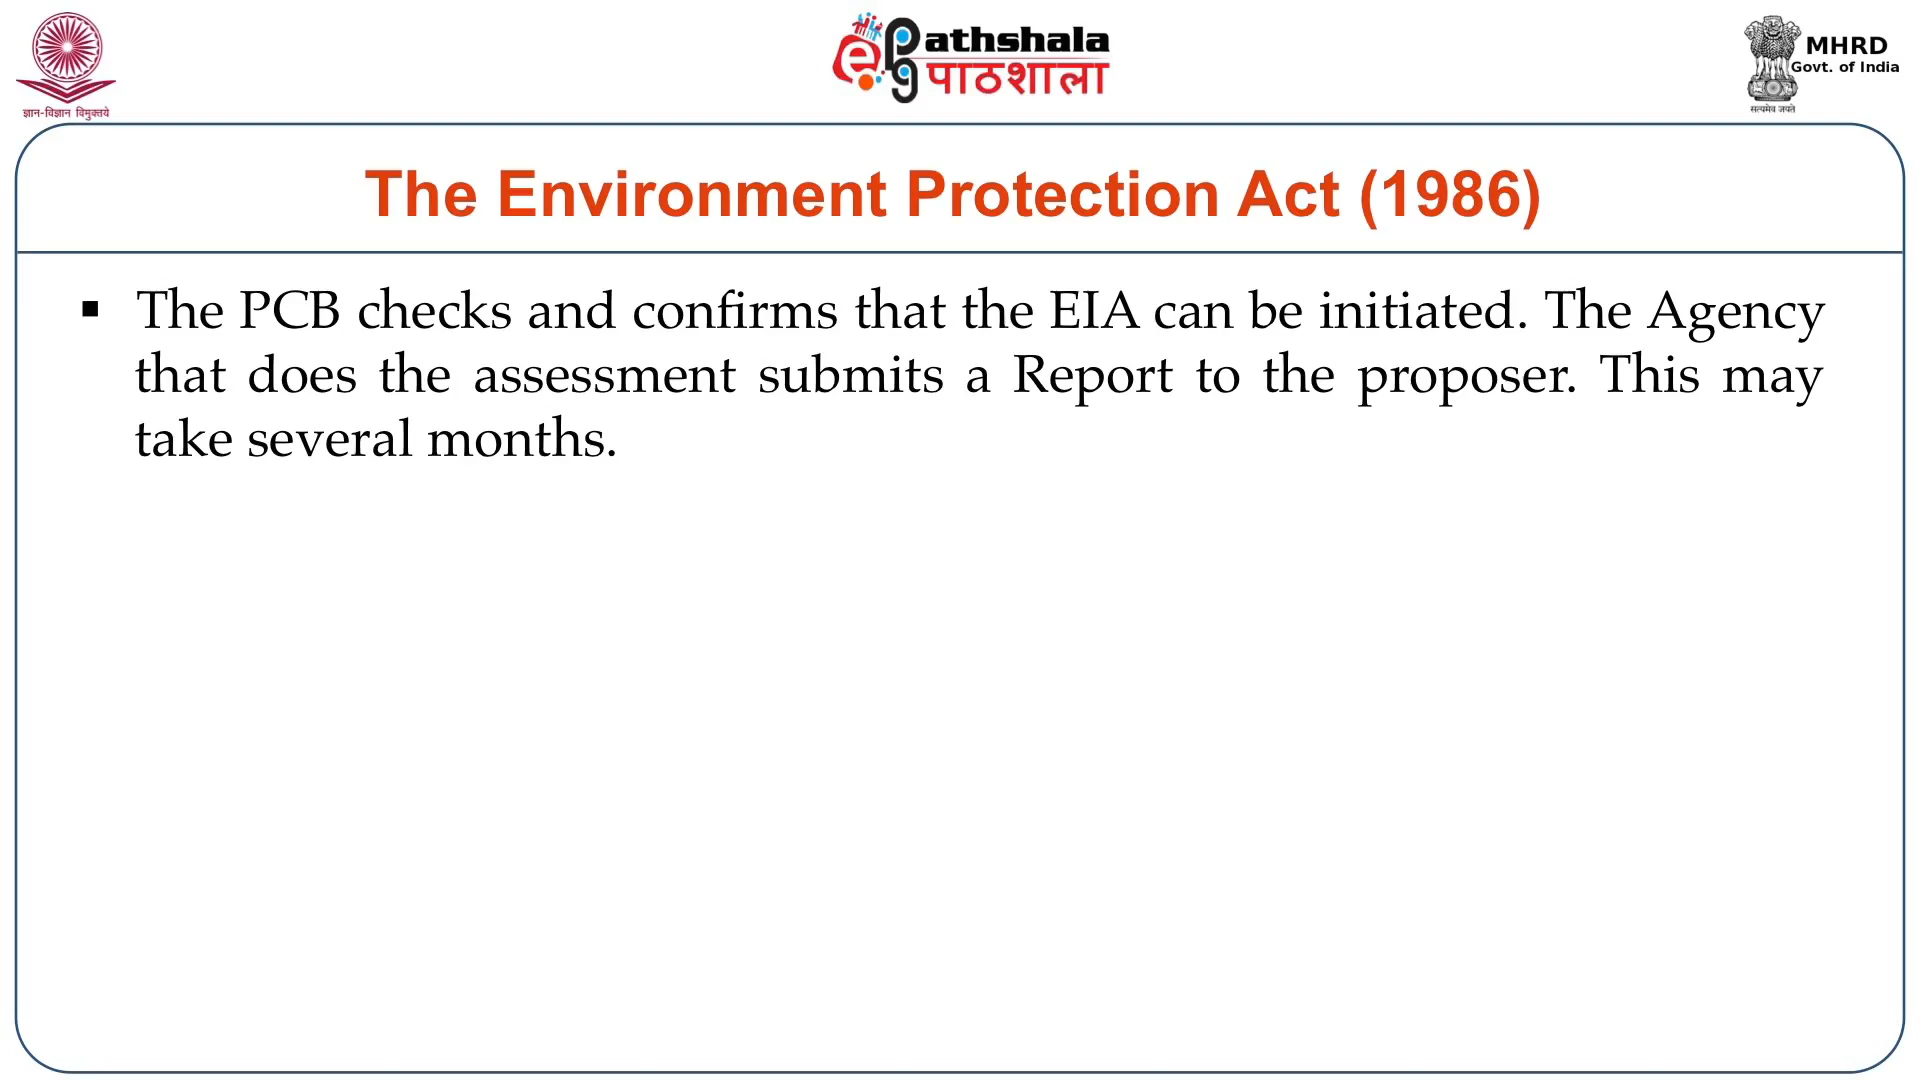 ज्ञान-विज्ञान विमुक्तये
ePathshala
पाठशाला
MHRD
Govt. of India
सत्यमेव जयते
The Environment Protection Act (1986)
▪ The PCB checks and confirms that the EIA can be initiated. The Agency
that does the assessment submits a Report to the proposer. This may
take several months.